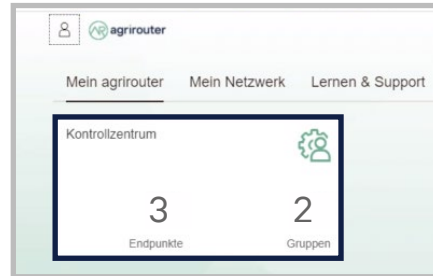 agrirouter
Mein agrirouter Mein Netzwerk Lernen & Support
Kontrollzentrum
3 2
Endpunkte Gruppen